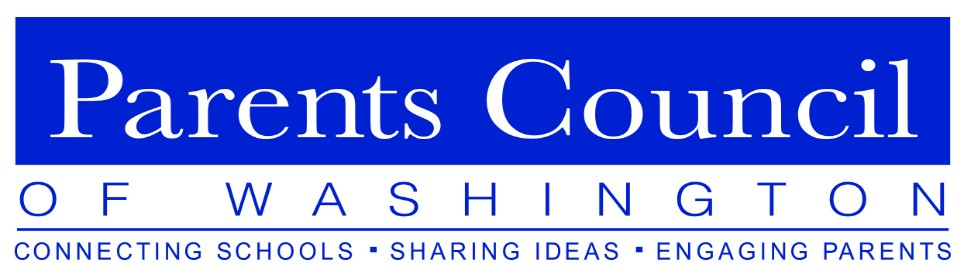 Parents Council
OF WASHINGTON
CONNECTING SCHOOLS ▪ SHARING IDEAS ▪ ENGAGING PARENTS